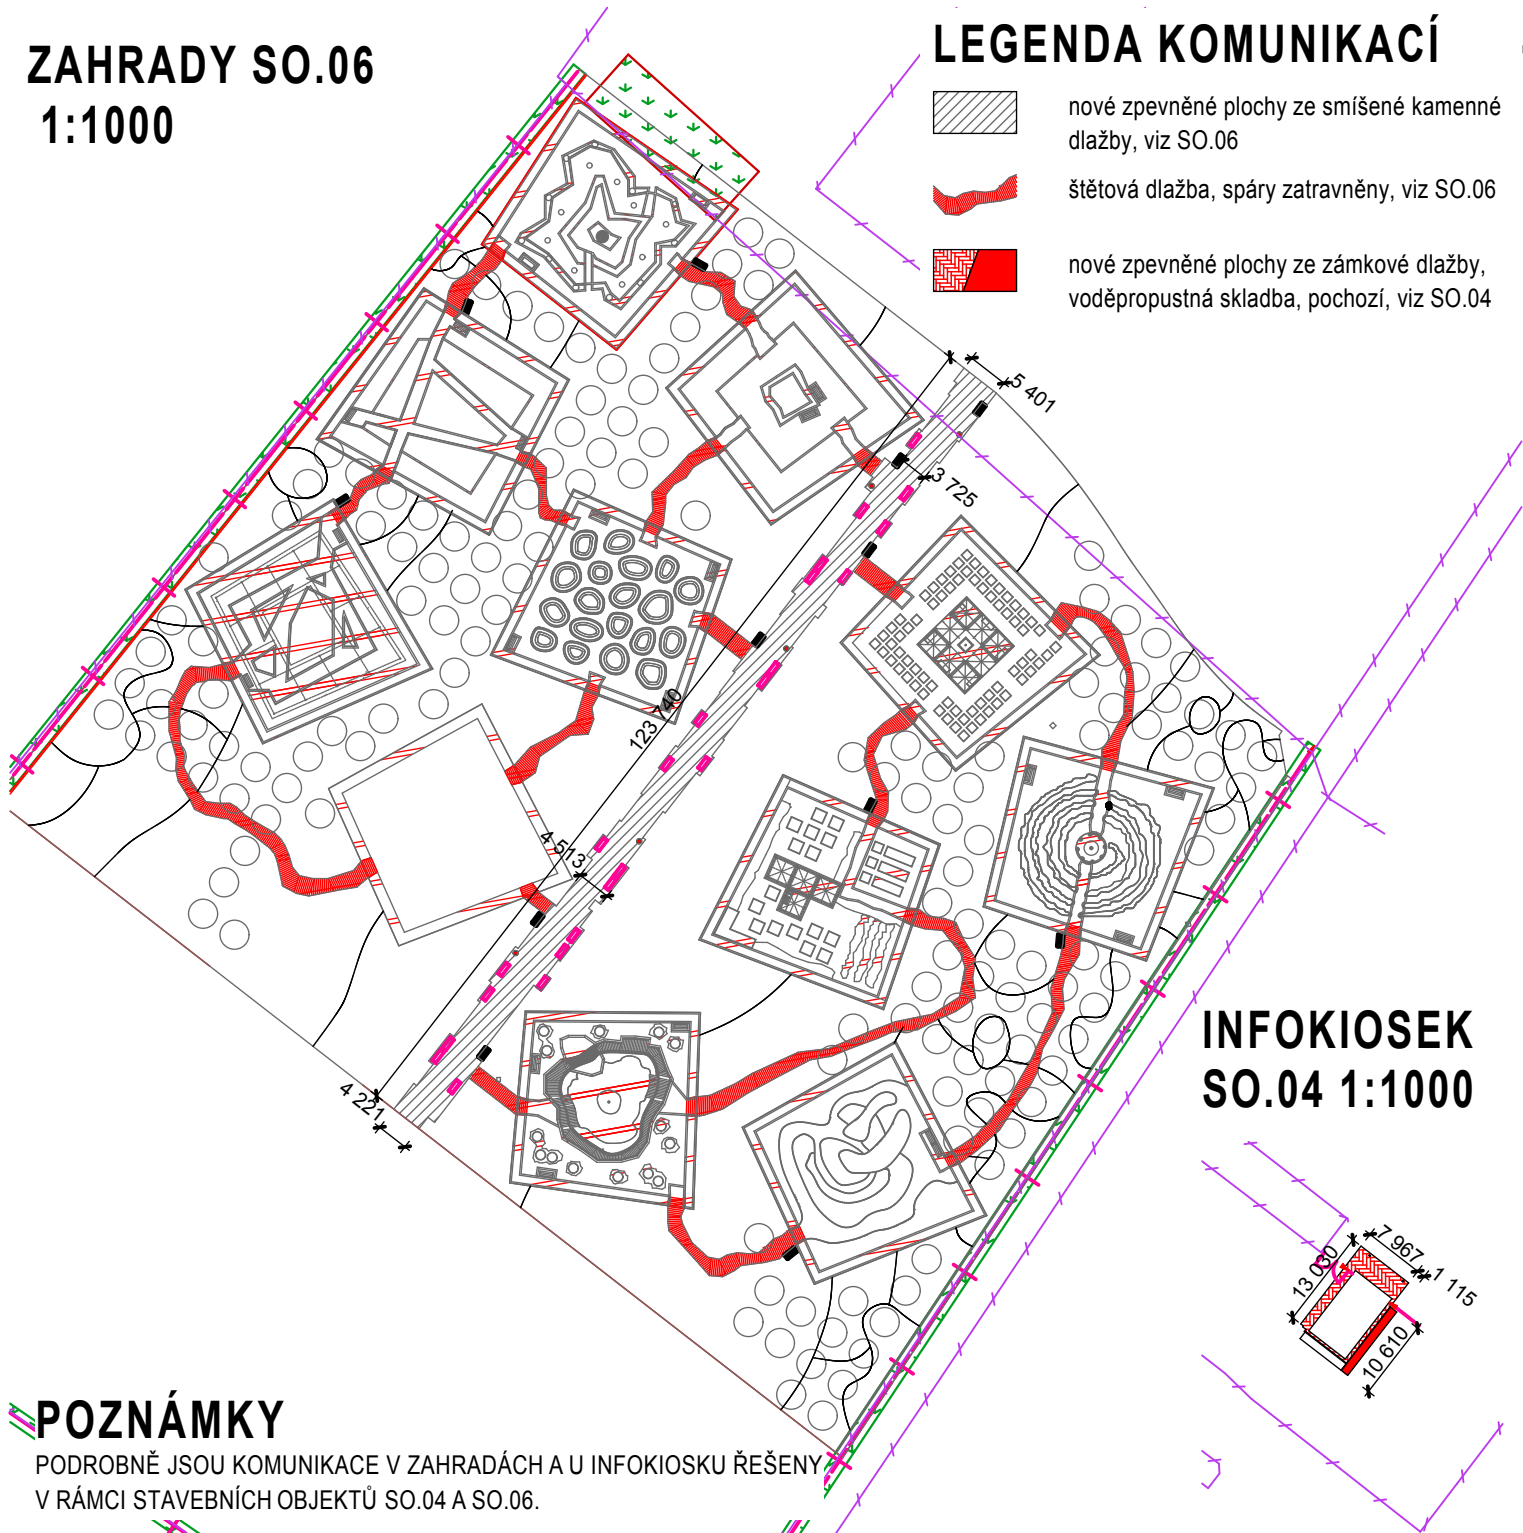 ZAHRADY SO.06
1:1000
LEGENDA KOMUNIKACÍ
nové zpevněné plochy ze smíšené kamenné
dlažby, viz SO.06
štětová dlažba, spáry zatravněny, viz SO.06
nové zpevněné plochy ze zámkové dlažby,
voděpropustná skladba, pochozí, viz SO.04
5 401
3 725
123 740
4 513
4 221
INFOKIOSEK
SO.04 1:1000
7 967
13 030
1 115
10 610
POZNÁMKY
PODROBNĚ JSOU KOMUNIKACE V ZAHRADÁCH A U INFOKIOSKU ŘEŠENY
V RÁMCI STAVEBNÍCH OBJEKTŮ SO.04 A SO.06.